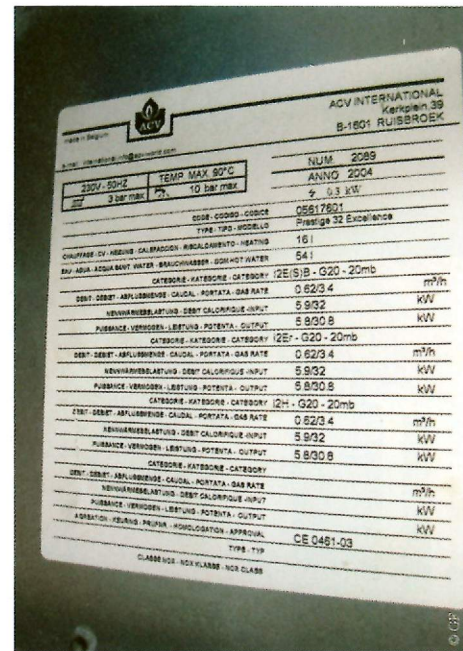 ACV
made in Belgium
ACV INTERNATIONAL
Kerkplein,39
B-1601 RUISBROEK
e.mail : international.info@acv-world.com
230V - 50HZ
TEMP. MAX. 90°C
3 bar max
10 bar max
NUM 2089
ANNO 2004
0.3 kW
CODE - CODIGO - CODICE 05617601
TYPE - TIPO - MODELLO Prestige 32 Excellence
CHAUFFAGE - CV - HEIZUNG - CALEFACCION - RISCALDAMENTO - HEATING 16 l
EAU - AGUA - ACQUA SANIT. WATER - BRAUCHWASSER - DOM.HOT WATER 54 l
CATEGORIE - KATEGORIE - CATEGORY I2E(S)B - G20 - 20mb
DEBIT - DEBIET - ABFLUSSMENGE - CAUDAL - PORTATA - GAS RATE 0.62/3.4 m³/h
NENNWÄRMEBELASTUNG - DEBIT CALORIFIQUE - INPUT 5.9/32 kW
PUISSANCE - VERMOGEN - LEISTUNG - POTENTA - OUTPUT 5.8/30.8 kW
CATEGORIE - KATEGORIE - CATEGORY I2Er - G20 - 20mb
DEBIT - DEBIET - ABFLUSSMENGE - CAUDAL - PORTATA - GAS RATE 0.62/3.4 m³/h
NENNWÄRMEBELASTUNG - DEBIT CALORIFIQUE - INPUT 5.9/32 kW
PUISSANCE - VERMOGEN - LEISTUNG - POTENTA - OUTPUT 5.8/30.8 kW
CATEGORIE - KATEGORIE - CATEGORY I2H - G20 - 20mb
DEBIT - DEBIET - ABFLUSSMENGE - CAUDAL - PORTATA - GAS RATE 0.62/3.4 m³/h
NENNWÄRMEBELASTUNG - DEBIT CALORIFIQUE - INPUT 5.9/32 kW
PUISSANCE - VERMOGEN - LEISTUNG - POTENTA - OUTPUT 5.8/30.8 kW
CATEGORIE - KATEGORIE - CATEGORY
DEBIT - DEBIET - ABFLUSSMENGE - CAUDAL - PORTATA - GAS RATE m³/h
NENNWÄRMEBELASTUNG - DEBIT CALORIFIQUE - INPUT kW
PUISSANCE - VERMOGEN - LEISTUNG - POTENTA - OUTPUT kW
AGREATION - KEURING - PRUFNR. - HOMOLOGATION - APPROVAL CE 0461-03
TYPE - TYP
CLASSE NOX - NOX KLASSE - NOX CLASS